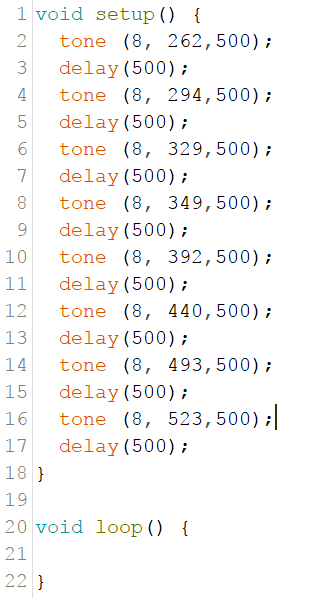 1 void setup() {
2   tone (8, 262,500);
3   delay(500);
4   tone (8, 294,500);
5   delay(500);
6   tone (8, 329,500);
7   delay(500);
8   tone (8, 349,500);
9   delay(500);
10   tone (8, 392,500);
11   delay(500);
12   tone (8, 440,500);
13   delay(500);
14   tone (8, 493,500);
15   delay(500);
16   tone (8, 523,500);
17   delay(500);
18 }
19
20 void loop() {
21
22 }